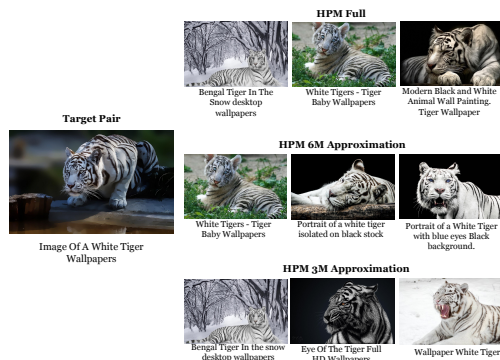 HPM Full
Bengal Tiger In The
Snow desktop
wallpapers
White Tigers - Tiger
Baby Wallpapers
Modern Black and White
Animal Wall Painting.
Tiger Wallpaper
Target Pair
Image Of A White Tiger
Wallpapers
HPM 6M Approximation
White Tigers - Tiger
Baby Wallpapers
Portrait of a white tiger
isolated on black stock
Portrait of a White Tiger
with blue eyes Black
background.
HPM 3M Approximation
Bengal Tiger In the snow
desktop wallpapers
Eye Of The Tiger Full
HD Wallpapers
Wallpaper White Tiger